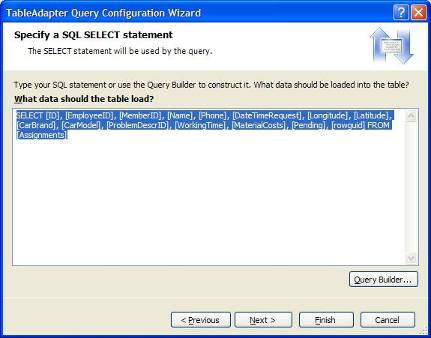 TableAdapter Query Configuration Wizard
Specify a SQL SELECT statement
The SELECT statement will be used by the query.
Type your SQL statement or use the Query Builder to construct it. What data should be loaded into the table?
What data should the table load?
SELECT [ID], [EmployeeID], [MemberID], [Name], [Phone], [DateTimeRequest], [Longitude], [Latitude],
[CarBrand], [CarModel], [ProblemDescrID], [WorkingTime], [MaterialCosts], [Pending], [rowguid] FROM
[Assignments]
Query Builder...
< Previous
Next >
Finish
Cancel